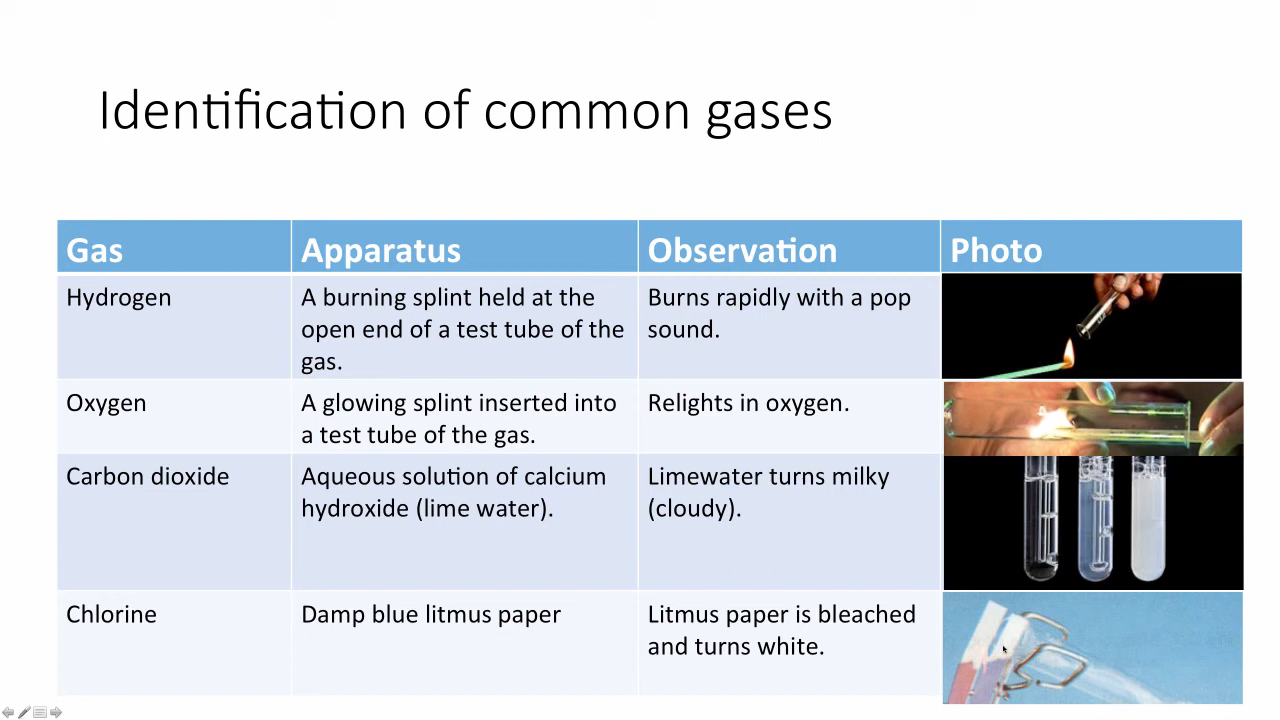 Identification of common gases
Gas Apparatus Observation Photo
Hydrogen
A burning splint held at the
open end of a test tube of the
gas.
Burns rapidly with a pop
sound.
Oxygen
A glowing splint inserted into
a test tube of the gas.
Relights in oxygen.
Carbon dioxide
Aqueous solution of calcium
hydroxide (lime water).
Limewater turns milky
(cloudy).
Chlorine
Damp blue litmus paper
Litmus paper is bleached
and turns white.